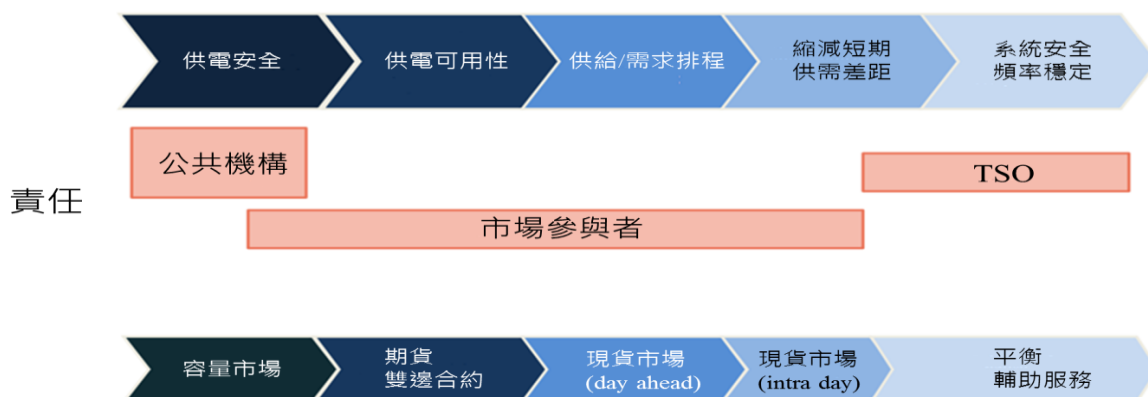 供電安全
供電可用性
供給/需求排程
縮減短期
供需差距
系統安全
頻率穩定
責任
公共機構
TSO
市場參與者
容量市場
期貨
雙邊合約
現貨市場
(day ahead)
現貨市場
(intra day)
平衡
輔助服務